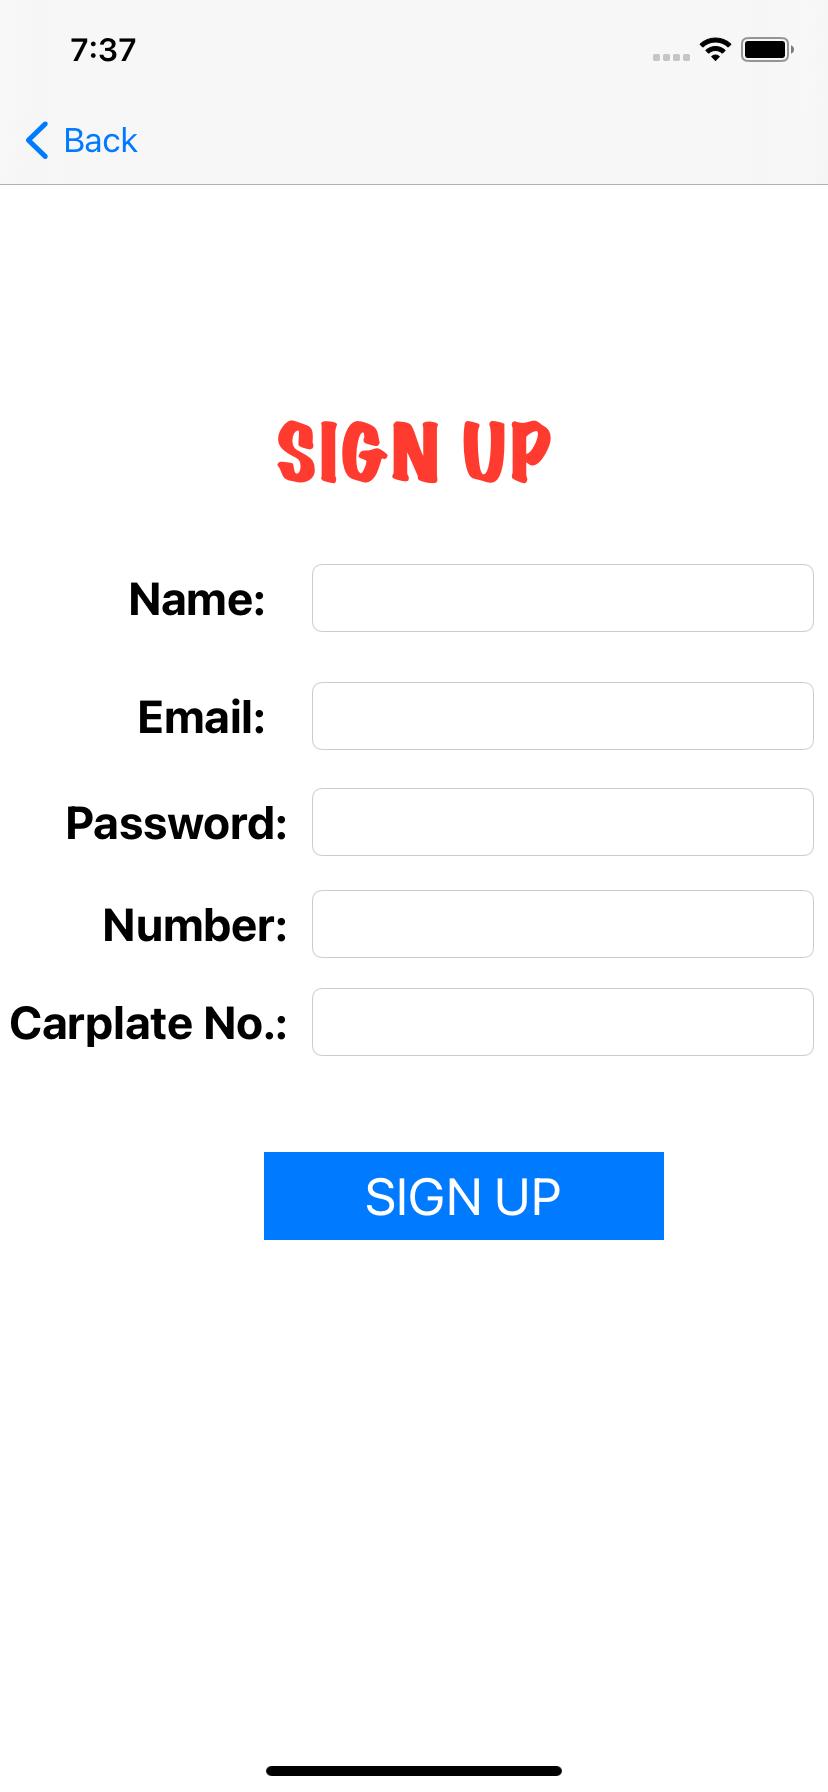 7:37
Back
SIGN UP
Name:
Email:
Password:
Number:
Carplate No.:
SIGN UP